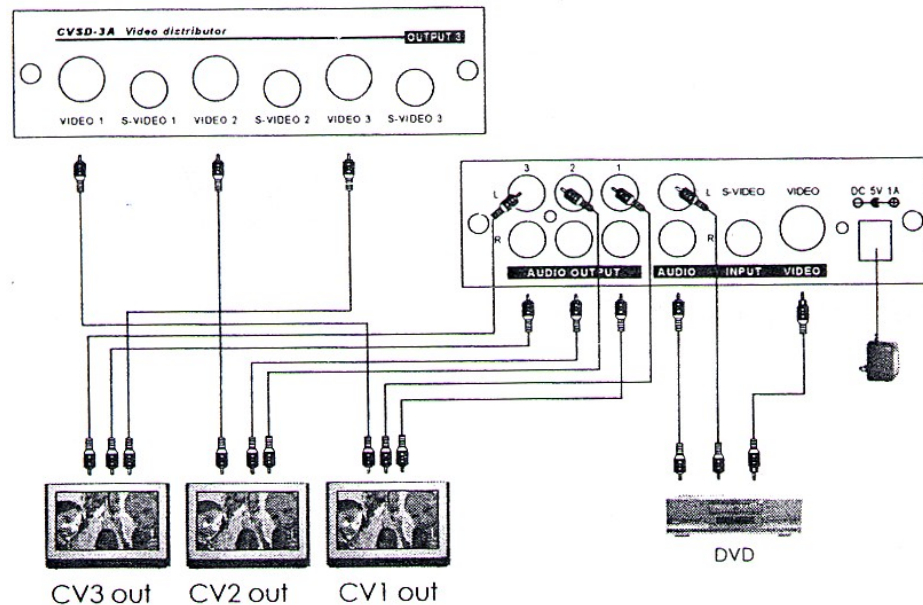 CVSD-3A Video distributor
OUTPUT 3
VIDEO 1 S-VIDEO 1 VIDEO 2 S-VIDEO 2 VIDEO 3 S-VIDEO 3
3 2 1
L L S-VIDEO VIDEO DC 5V 1A
R R
AUDIO OUTPUT AUDIO INPUT VIDEO
DVD
CV3 out CV2 out CV1 out